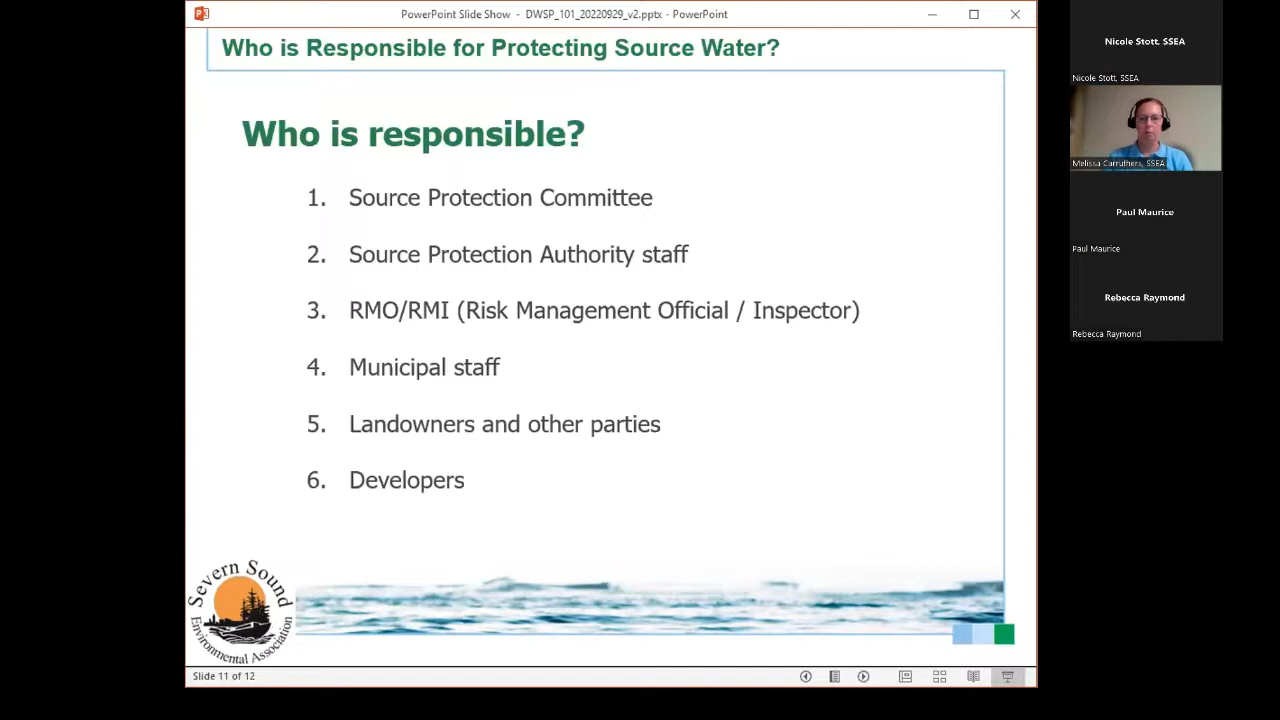 PowerPoint Slide Show - DWSP_101_20220929_v2.pptx - PowerPoint
Who is Responsible for Protecting Source Water?
Who is responsible?
1. Source Protection Committee
2. Source Protection Authority staff
3. RMO/RMI (Risk Management Official / Inspector)
4. Municipal staff
5. Landowners and other parties
6. Developers
Severn Sound
Environmental Association
Slide 11 of 12
Nicole Stott, SSEA
Nicole Stott, SSEA
Melissa Carruthers, SSEA
Paul Maurice
Paul Maurice
Rebecca Raymond
Rebecca Raymond